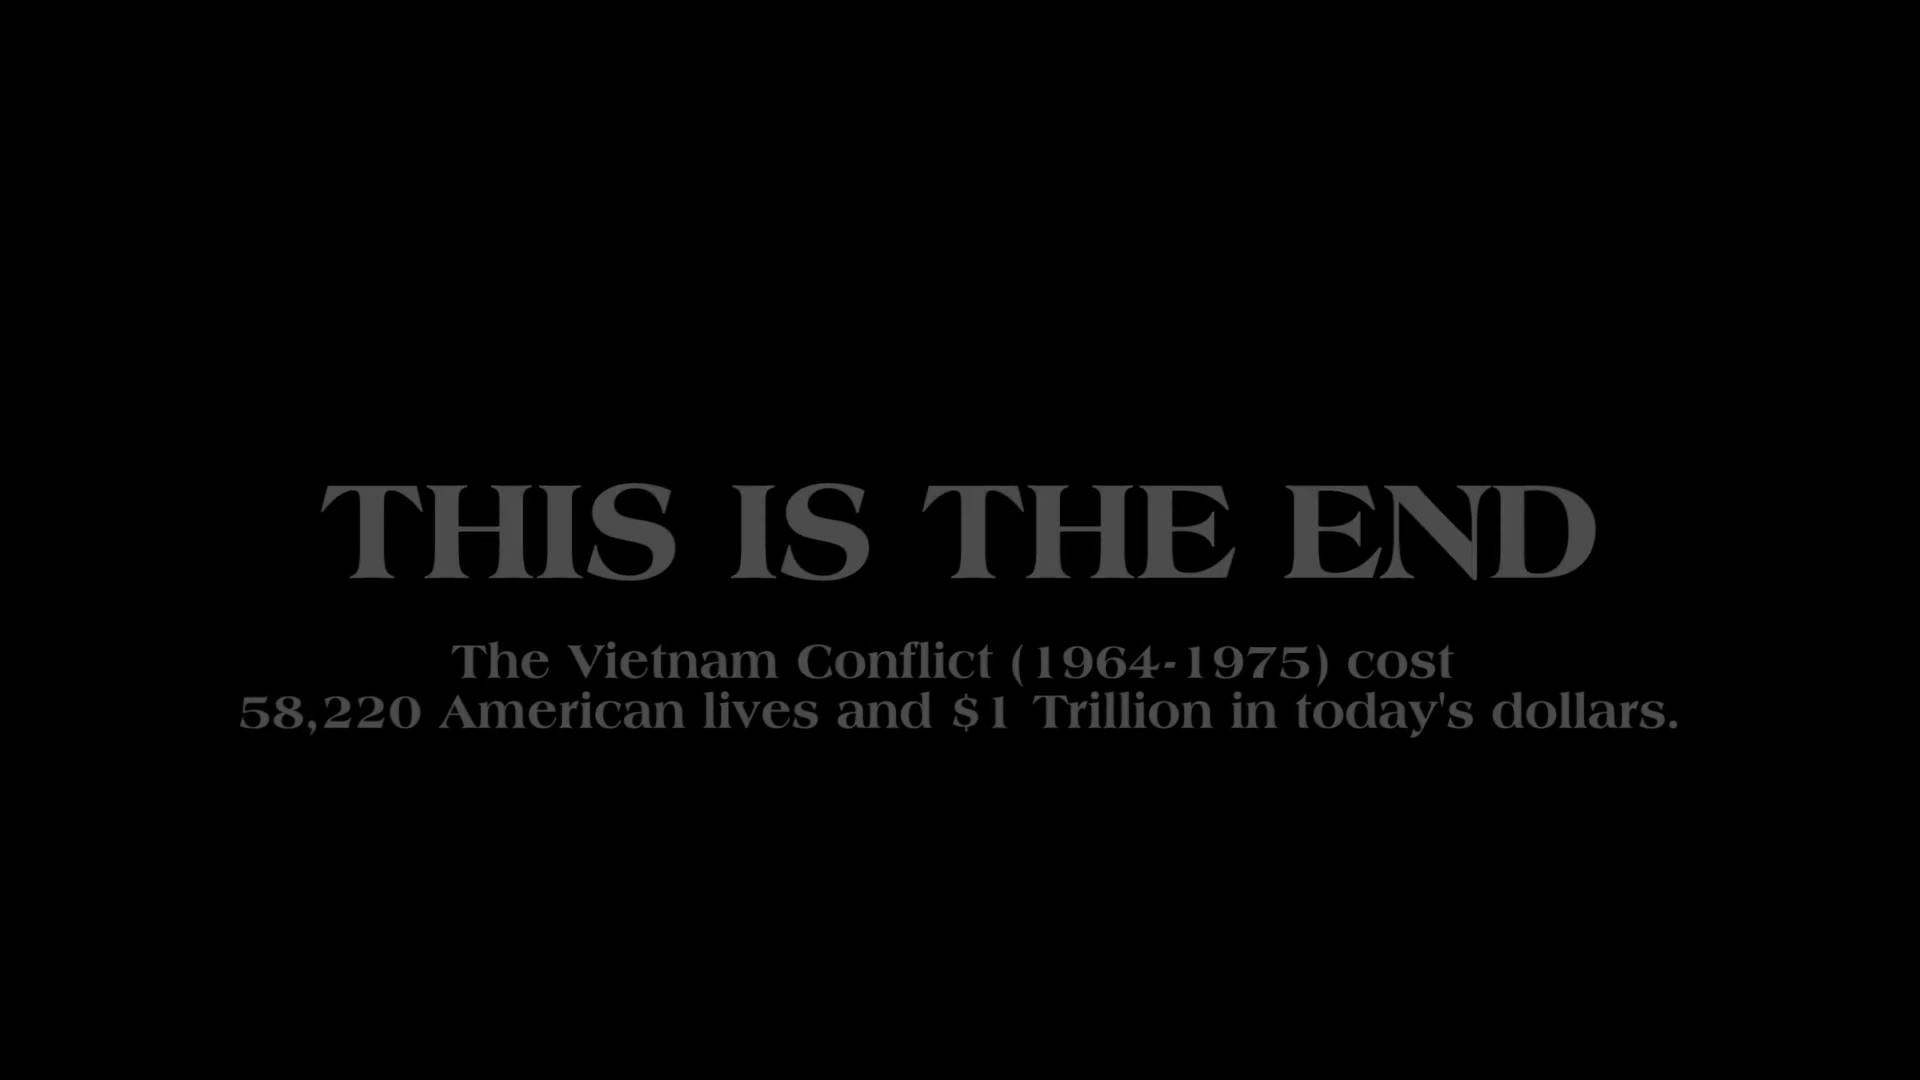 THIS IS THE END
The Vietnam Conflict (1964-1975) cost
58,220 American lives and $1 Trillion in today's dollars.